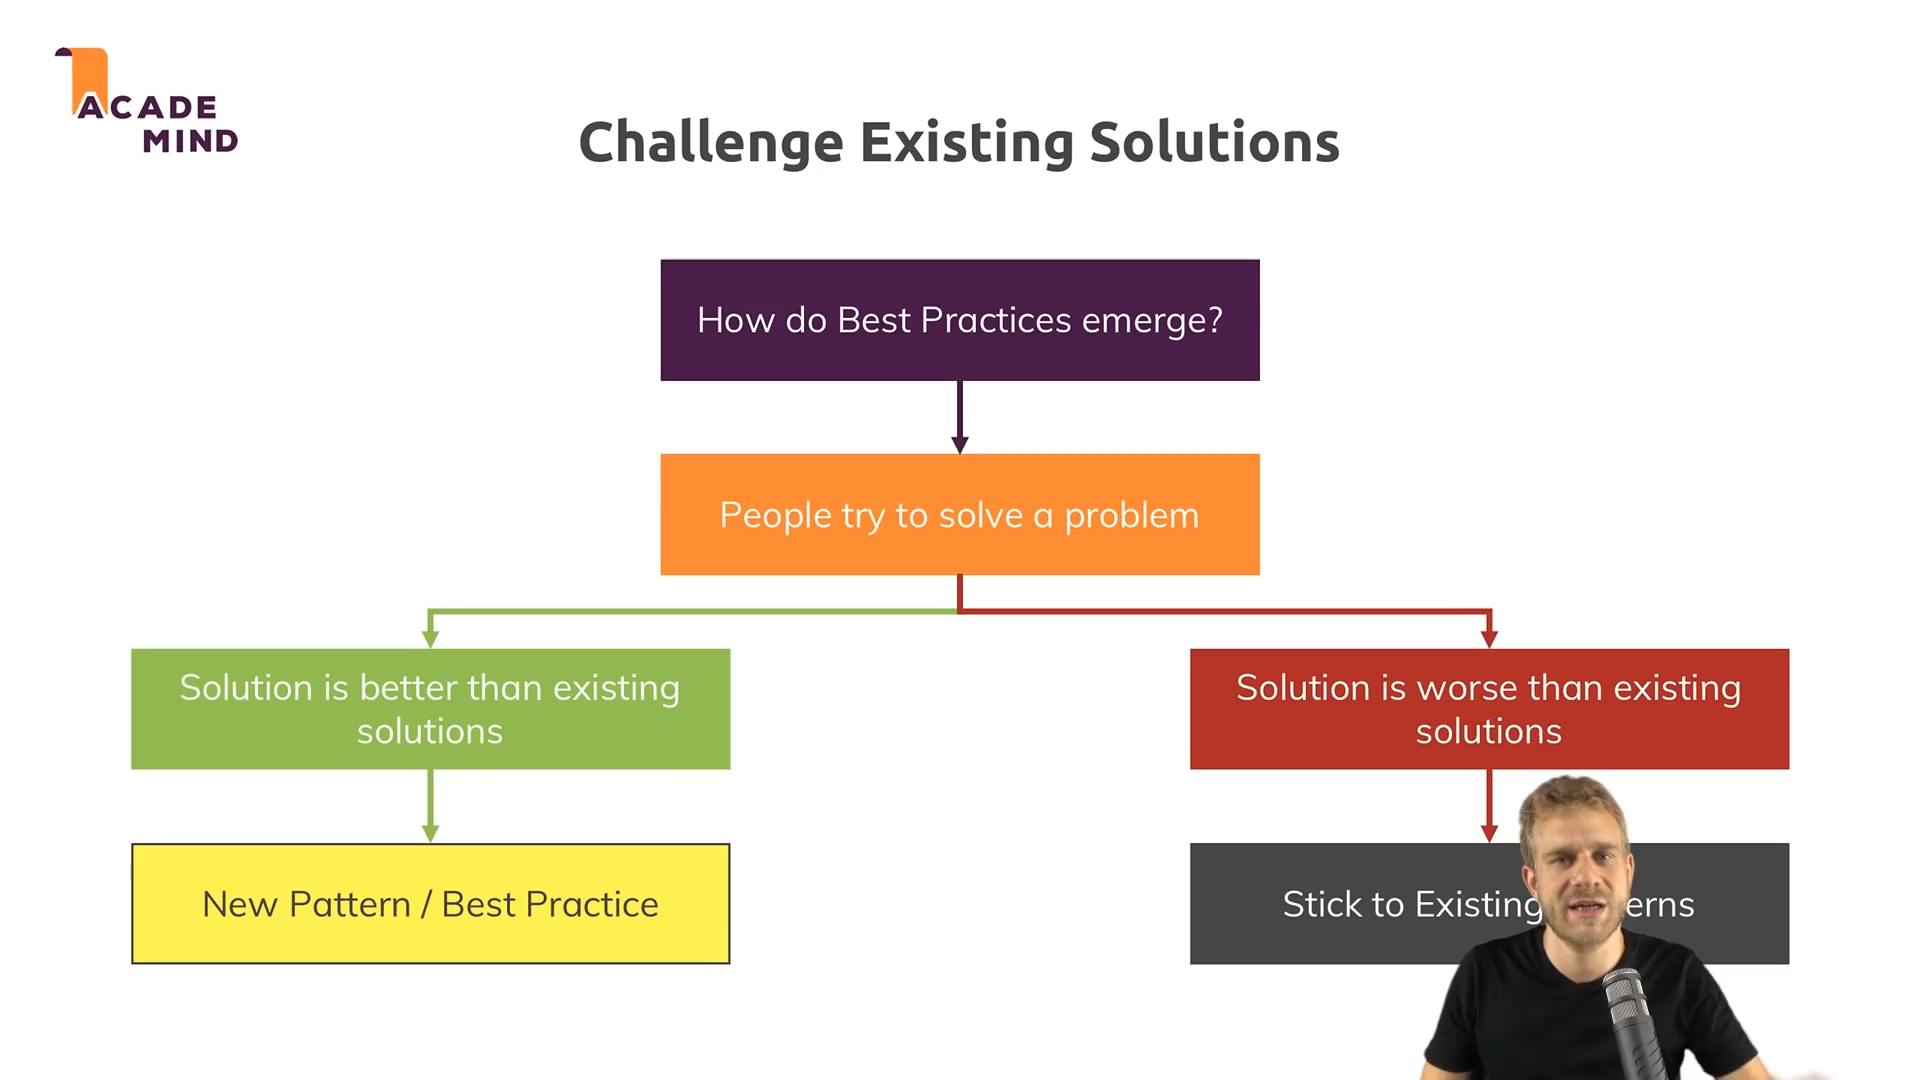 ACADE
MIND
Challenge Existing Solutions
How do Best Practices emerge?
People try to solve a problem
Solution is better than existing
solutions
Solution is worse than existing
solutions
New Pattern / Best Practice
Stick to Existing